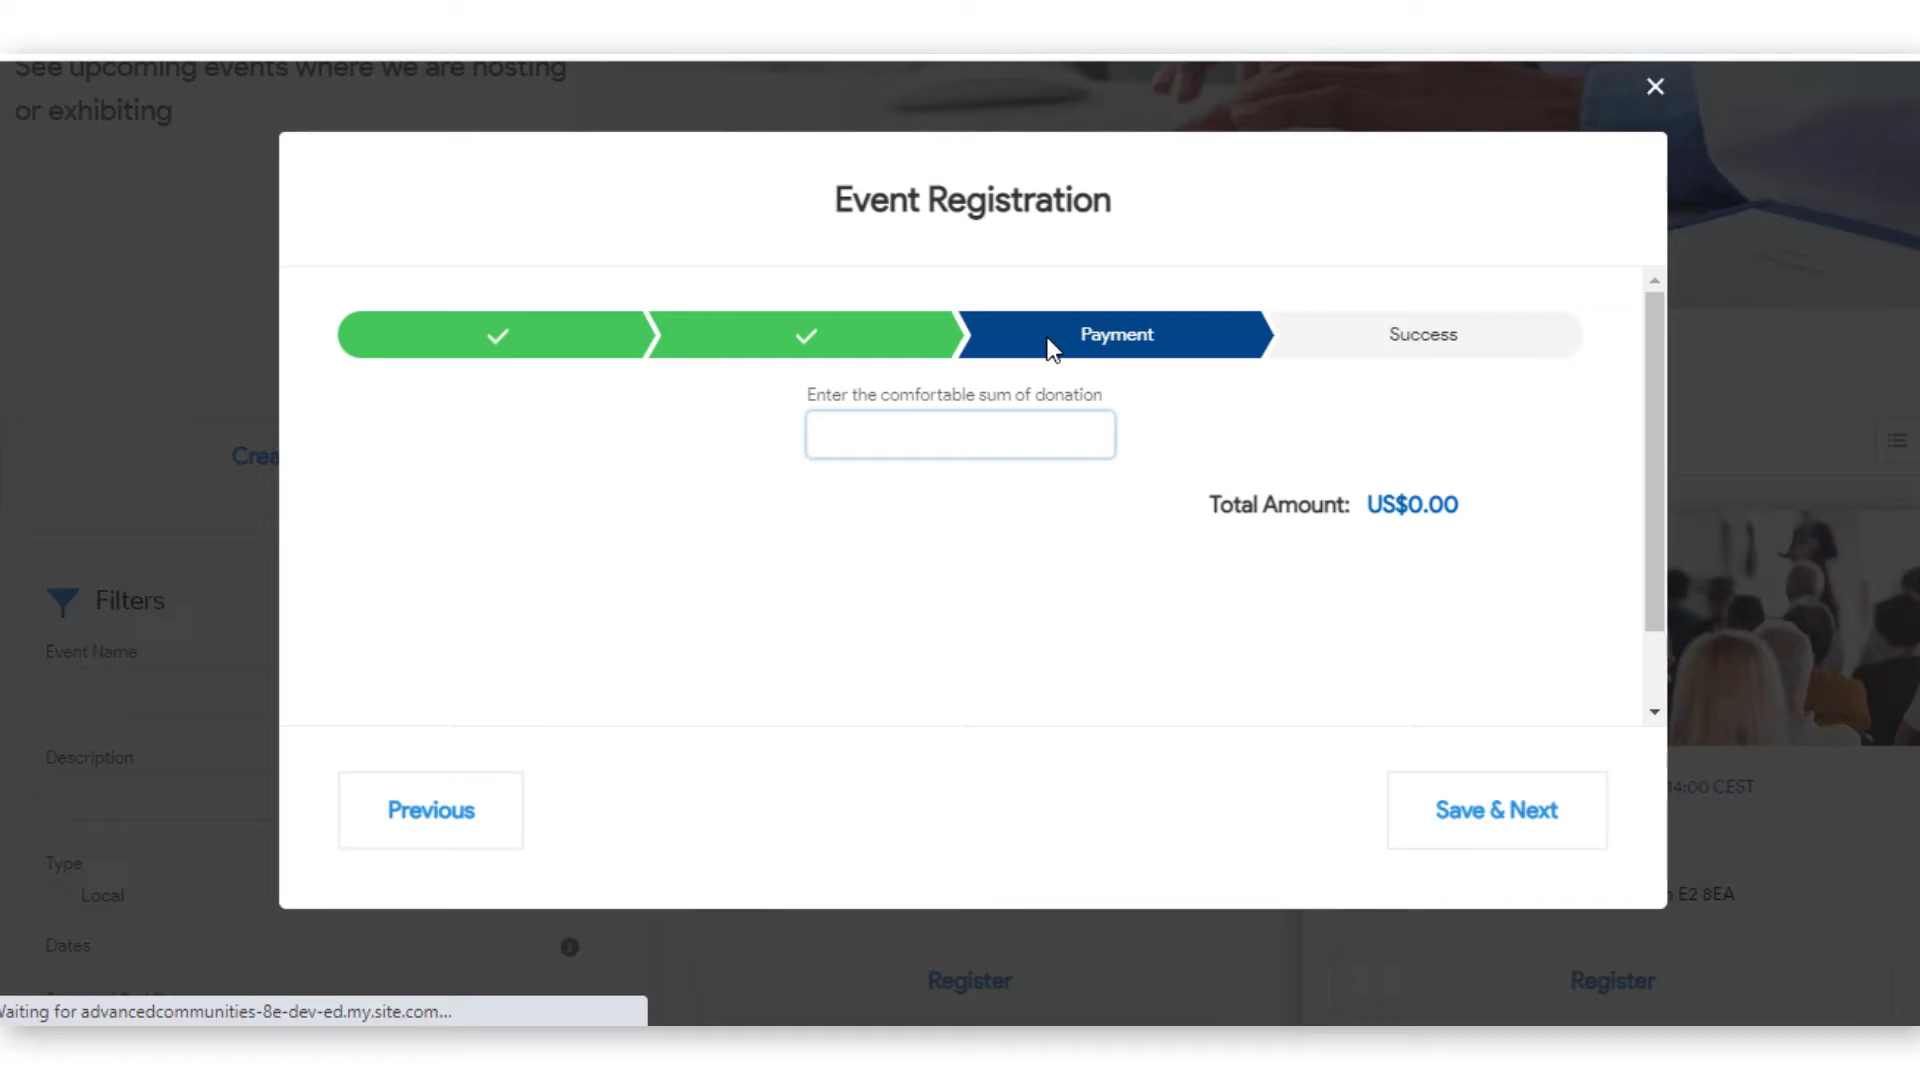 See upcoming events where we are hosting
or exhibiting
Event Registration
Payment
Success
Enter the comfortable sum of donation
Total Amount: US$0.00
Filters
Event Name
Description
Type
Local
Dates
14:00 CEST
E2 8EA
Previous
Save & Next
Register
Register
Waiting for advancedcommunities-8e-dev-ed.my.site.com...